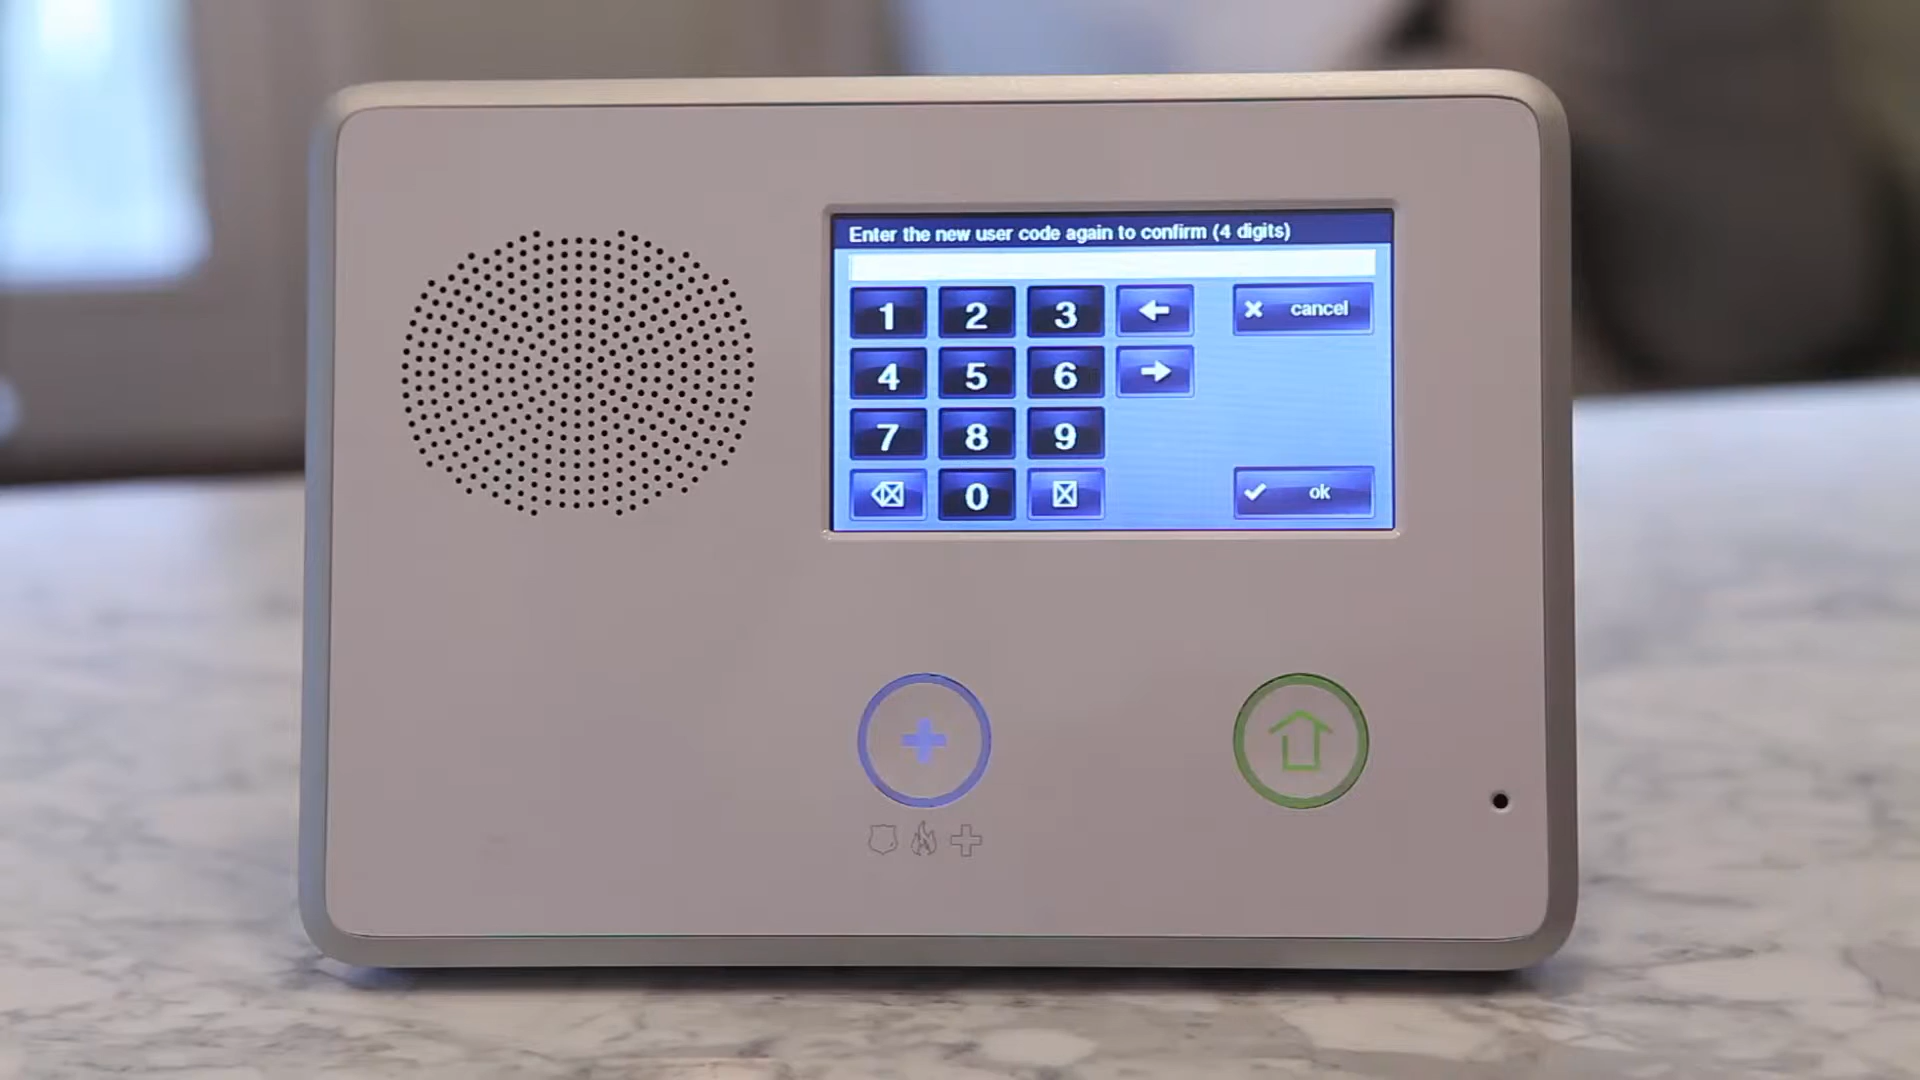 Enter the new user code again to confirm (4 digits)
1 2 3 cancel
4 5 6
7 8 9
0 ok